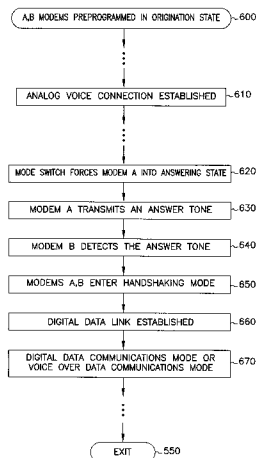 A,B MODEMS PREPROGRAMMED IN ORIGINATION STATE 600
ANALOG VOICE CONNECTION ESTABLISHED 610
MODE SWITCH FORCES MODEM A INTO ANSWERING STATE 620
MODEM A TRANSMITS AN ANSWER TONE 630
MODEM B DETECTS THE ANSWER TONE 640
MODEMS A,B ENTER HANDSHAKING MODE 650
DIGITAL DATA LINK ESTABLISHED 660
DIGITAL DATA COMMUNICATIONS MODE OR 670
VOICE OVER DATA COMMUNICATIONS MODE
EXIT 550